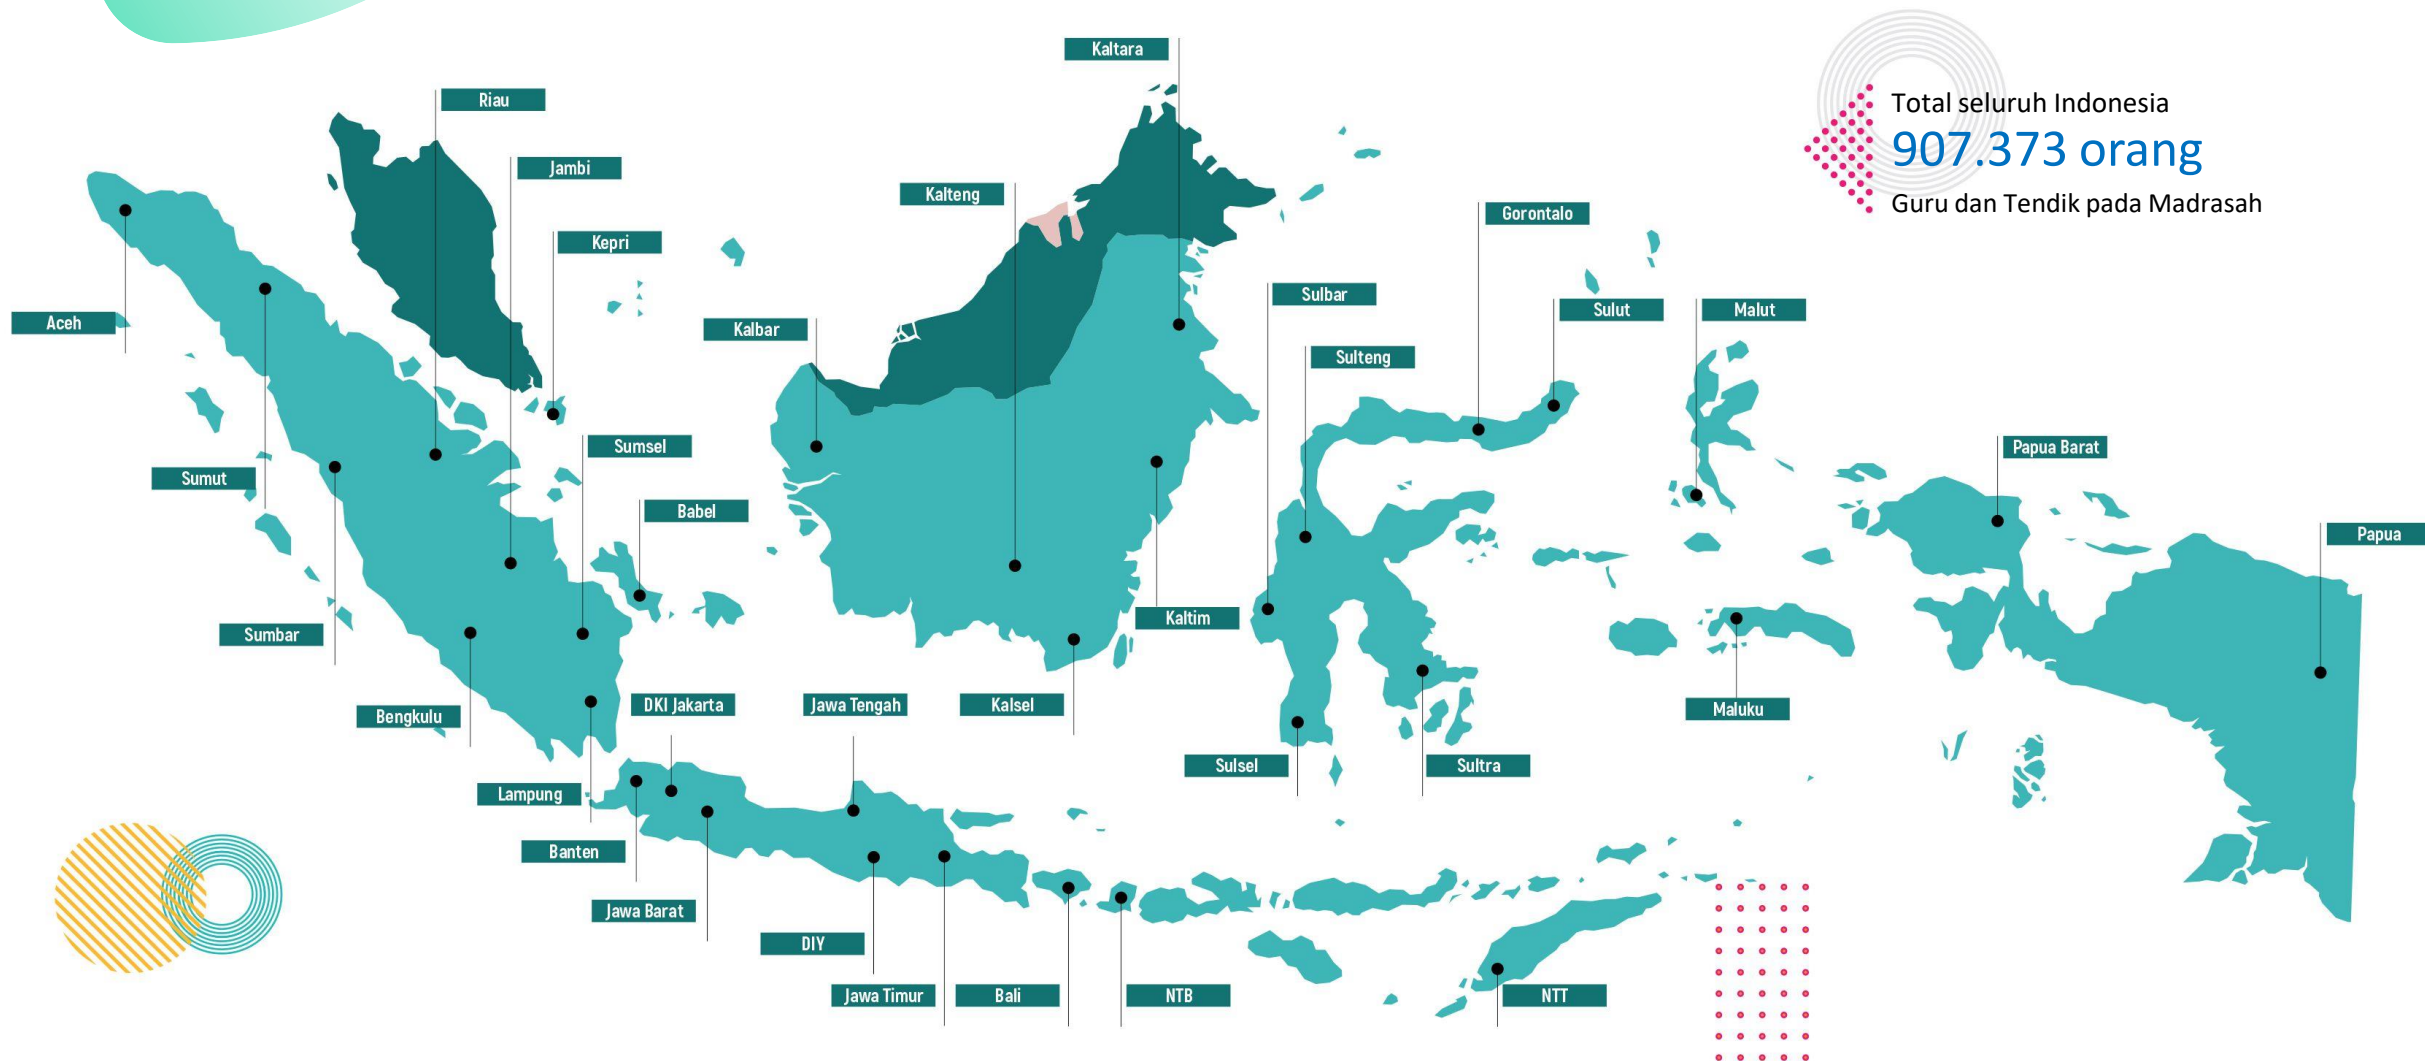 Kaltara
Riau
Total seluruh Indonesia
907.373 orang
Guru dan Tendik pada Madrasah
Jambi
Kalteng
Gorontalo
Kepri
Sulbar
Sulut
Malut
Aceh
Kalbar
Sulteng
Sumsel
Papua Barat
Sumut
Babel
Papua
Kaltim
Sumbar
DKI Jakarta
Jawa Tengah
Kalsel
Maluku
Bengkulu
Sulsel
Sultra
Lampung
Banten
Jawa Barat
DIY
Jawa Timur
Bali
NTB
NTT